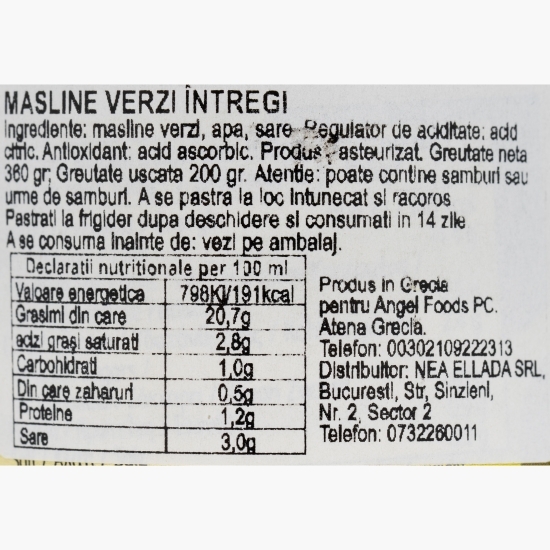 MASLINE VERZI ÎNTREGI
Ingrediente: masline verzi, apa, sare Regulator de aciditate: acid
citric. Antioxidant: acid ascorbic. Produs pasteurizat. Greutate neta
360 gr; Greutate uscata 200 gr. Atentie: poate contine samburi sau
urme de samburi. A se pastra la loc intunecat si racoros
Pastrati la frigider dupa deschidere si consumati in 14 zile
A se consuma inainte de: vezi pe ambalaj.
Declaratii nutritionale per 100 ml
Valoare energetica 798Kj/191kcal
Grasimi din care 20,7g
acizi grasi saturati 2,8g
Carbohidrati 1,0g
Din care zaharuri 0,5g
Proteine 1,2g
Sare 3,0g
Produs in Grecia
pentru Angel Foods PC.
Atena Grecia.
Telefon: 00302109222313
Distribuitor: NEA ELLADA SRL,
Bucuresti, Str, Sinzieni,
Nr. 2, Sector 2
Telefon: 0732260011